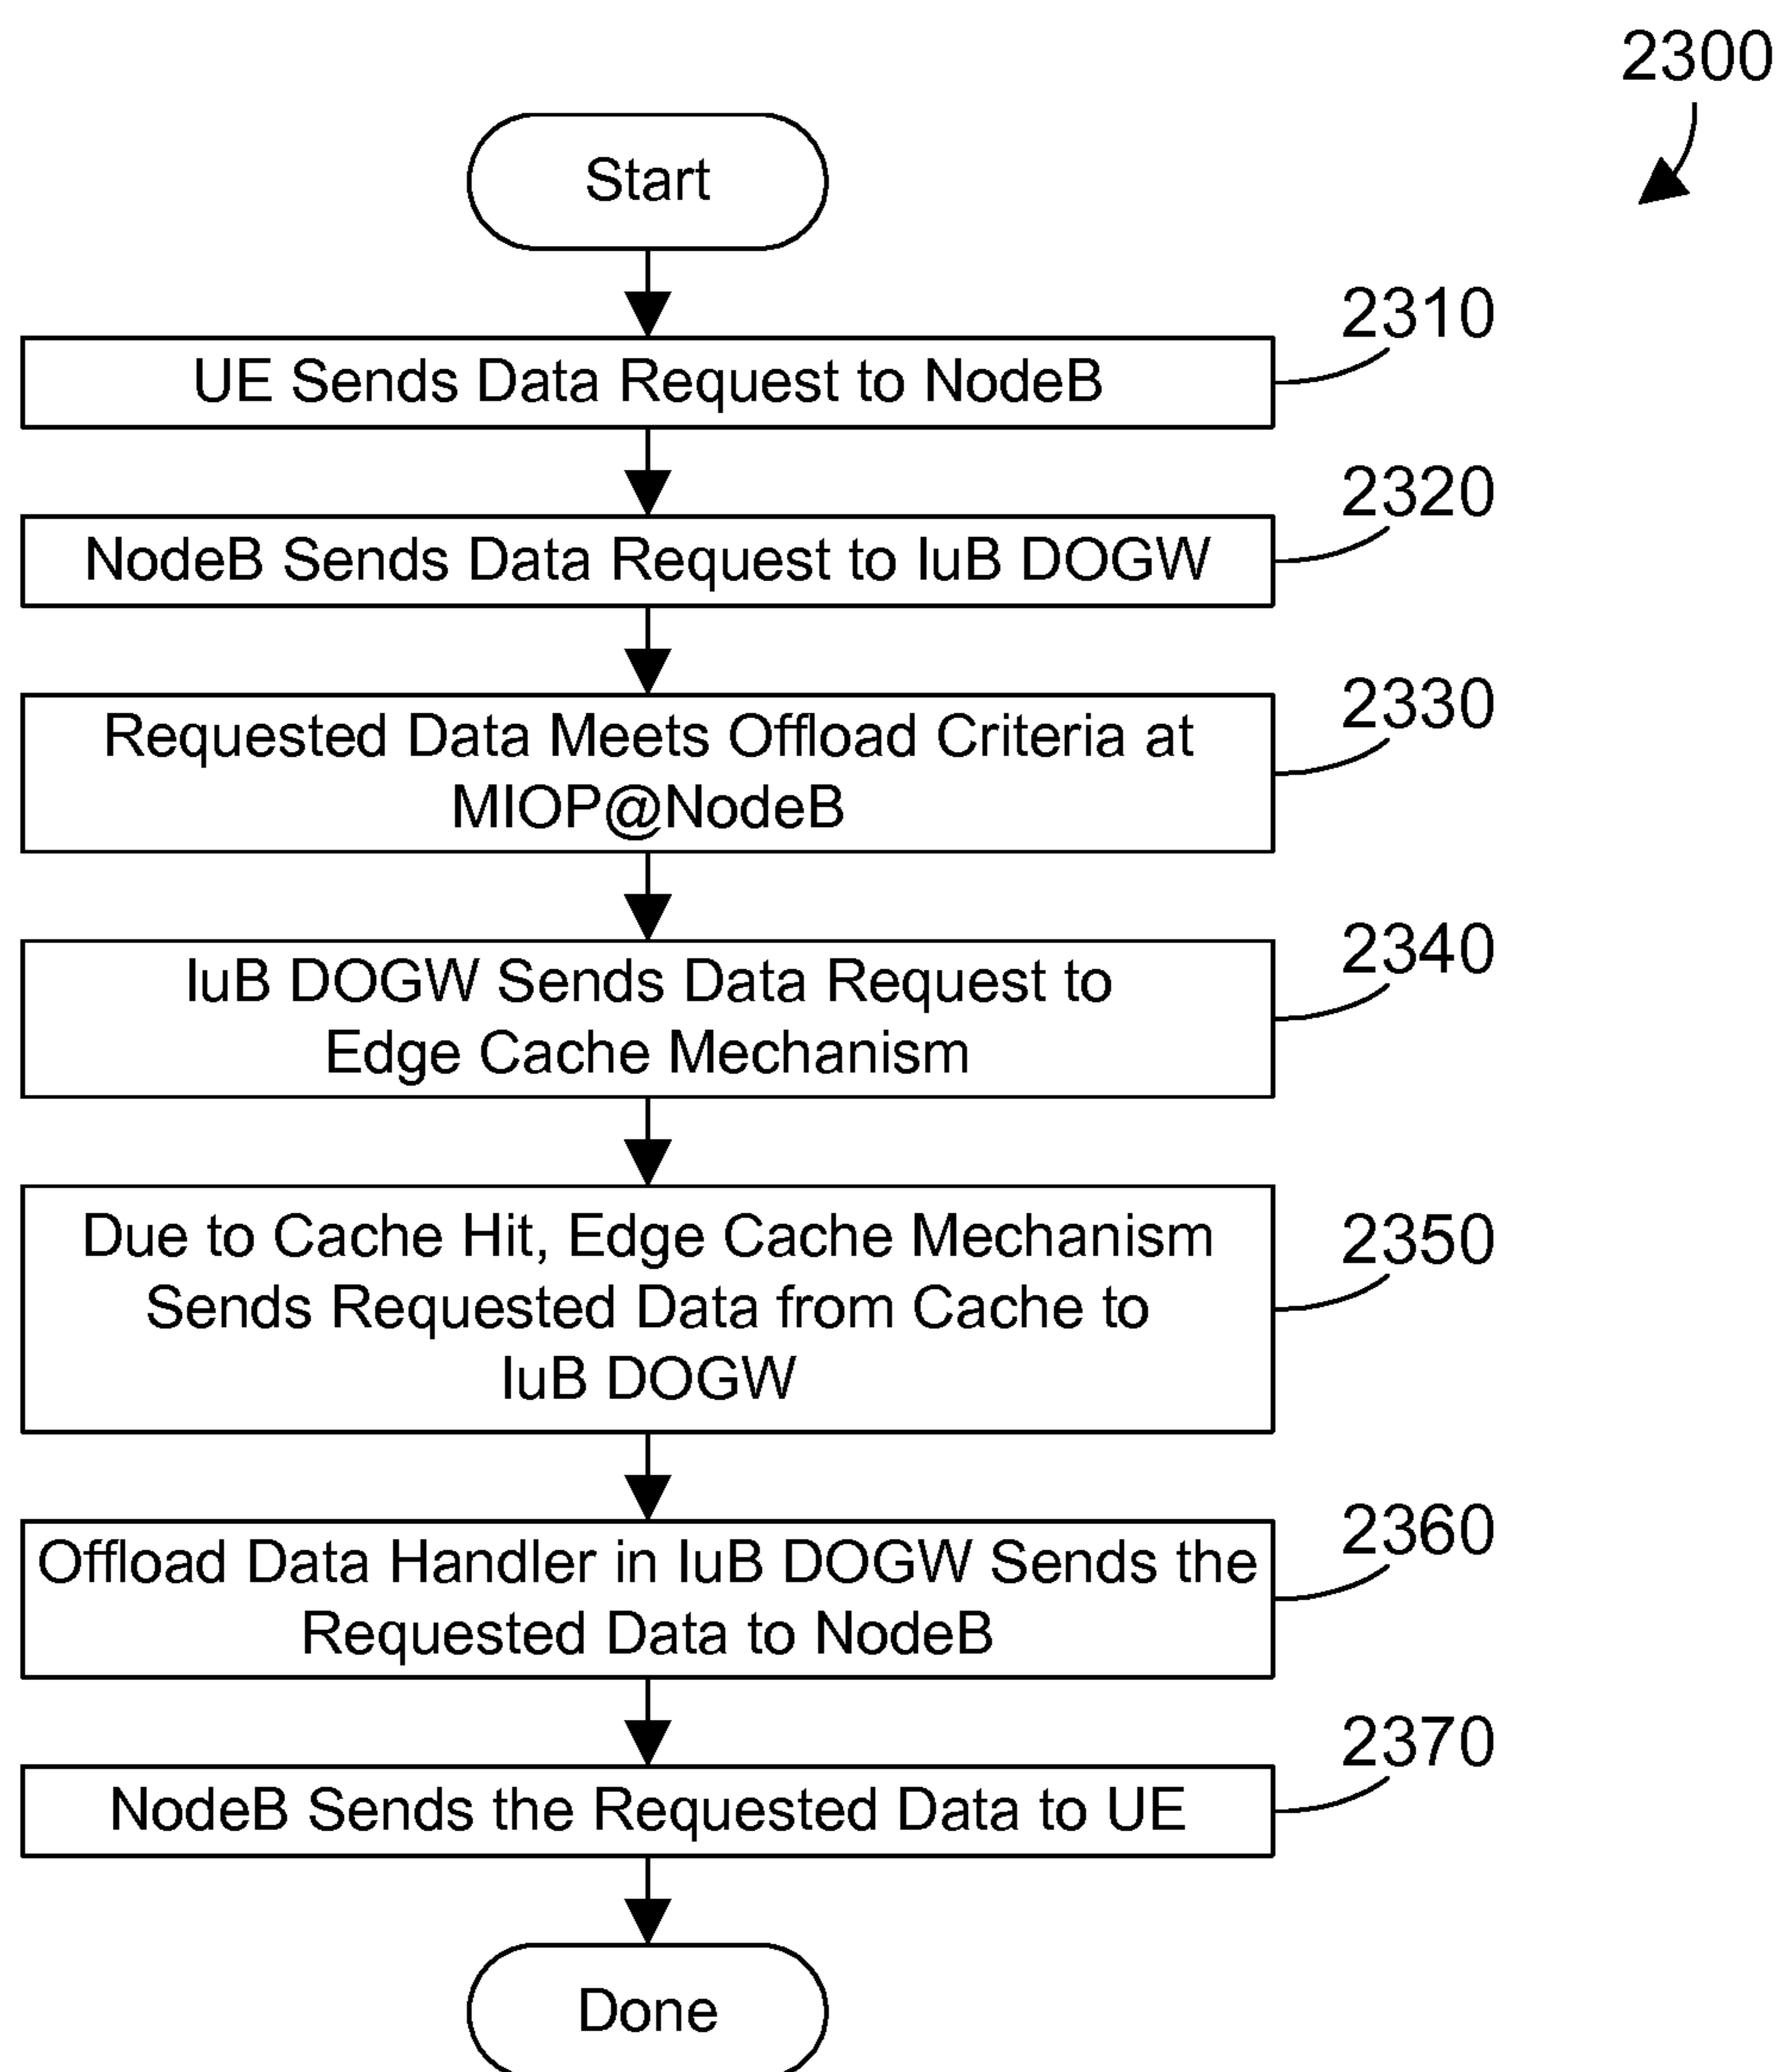 2300
Start
2310
UE Sends Data Request to NodeB
2320
NodeB Sends Data Request to IuB DOGW
2330
Requested Data Meets Offload Criteria at
MIOP@NodeB
2340
IuB DOGW Sends Data Request to
Edge Cache Mechanism
2350
Due to Cache Hit, Edge Cache Mechanism
Sends Requested Data from Cache to
IuB DOGW
2360
Offload Data Handler in IuB DOGW Sends the
Requested Data to NodeB
2370
NodeB Sends the Requested Data to UE
Done